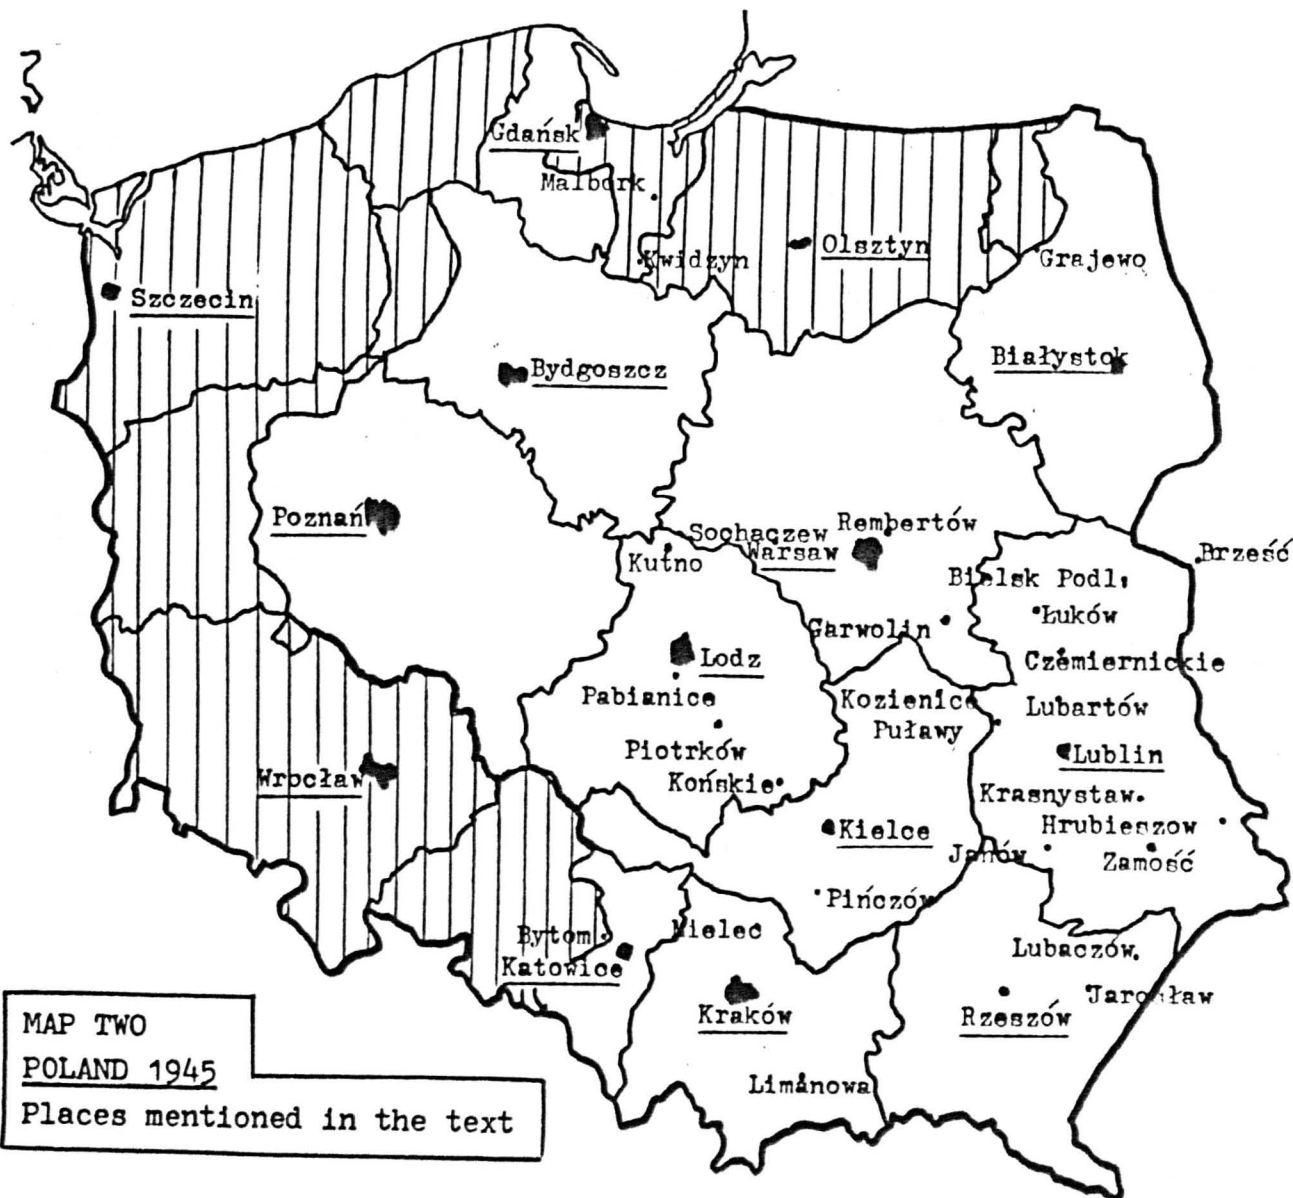 Gdańsk
Malbork
Olsztyn
Kwidzyn
Grajewo
Szczecin
Białystok
Bydgoszcz
Poznań
Sochaczew
Rembertów
Warsaw
Kutno
Brześć
Bielsk Podl.
Łuków
Garwolin
Lodz
Czemiernickie
Pabianice
Kozienice
Lubartów
Puławy
Piotrków
Lublin
Wrocław
Końskie
Krasnystaw
Hrubieszow
Kielce
Janów
Zamość
Pińczów
Bytom
Mielec
Lubaczów
Katowice
Jarosław
Kraków
Rzeszów
Limanowa
MAP TWO
POLAND 1945
Places mentioned in the text